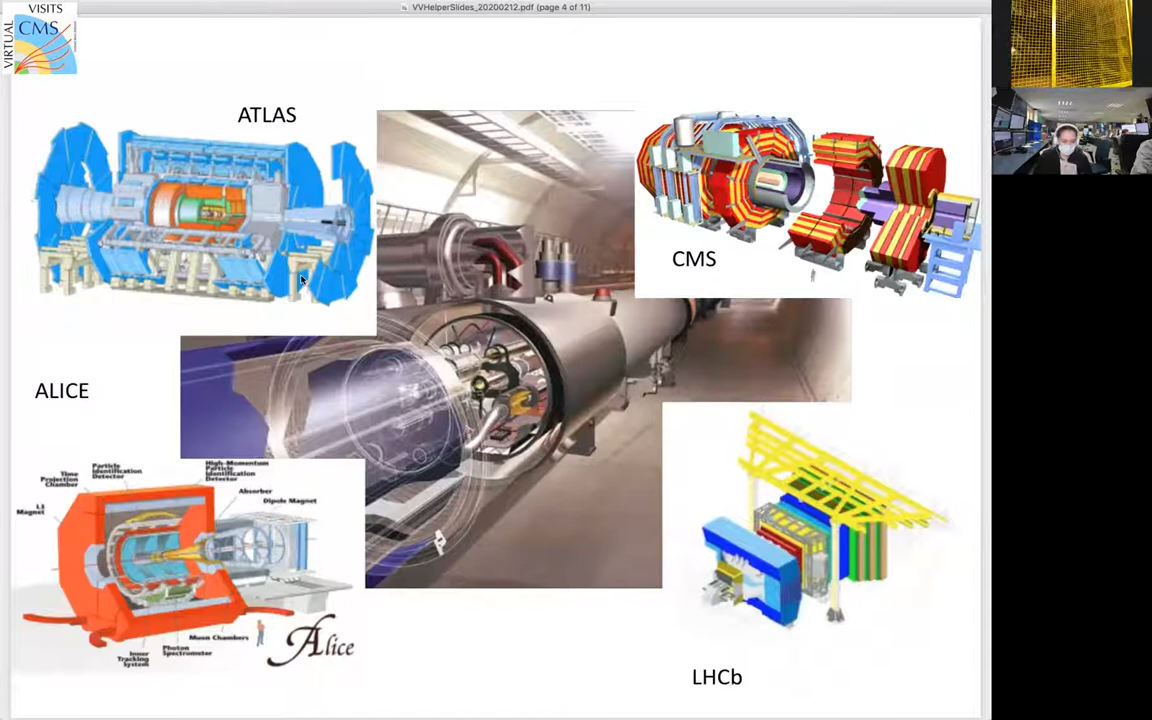 VVHelperSlides_20200212.pdf (page 4 of 11)
VISITS
VIRTUAL
CMS
ATLAS
CMS
ALICE
Time
Projection
Chamber
Particle
Identification
Detector
High-Momentum
Particle
Identification
Detector
Absorber
Dipole Magnet
L3
Magnet
Muon Chambers
Photon
Spectrometer
Inner
Tracking
System
Alice
LHCb